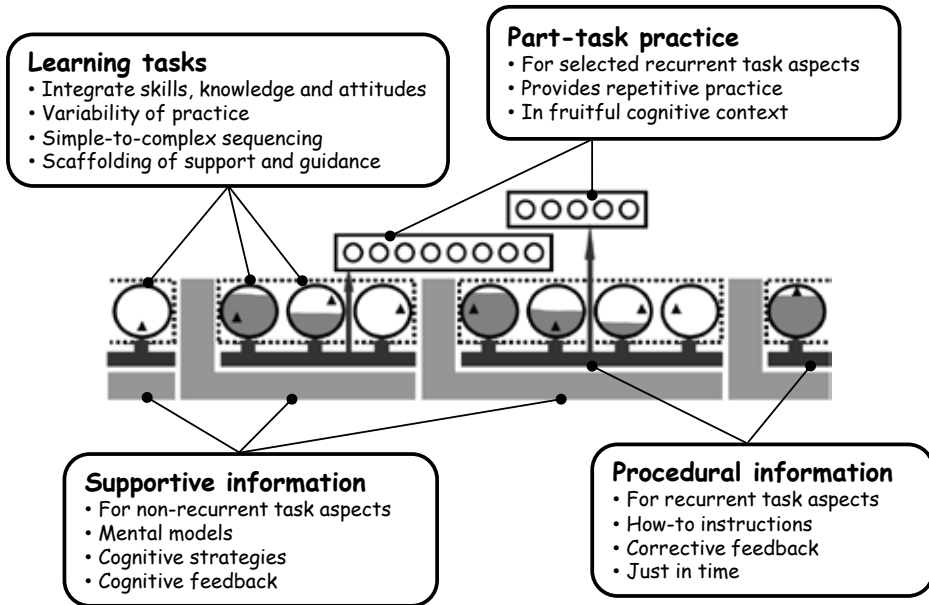 Learning tasks
• Integrate skills, knowledge and attitudes
• Variability of practice
• Simple-to-complex sequencing
• Scaffolding of support and guidance
Part-task practice
• For selected recurrent task aspects
• Provides repetitive practice
• In fruitful cognitive context
Supportive information
• For non-recurrent task aspects
• Mental models
• Cognitive strategies
• Cognitive feedback
Procedural information
• For recurrent task aspects
• How-to instructions
• Corrective feedback
• Just in time